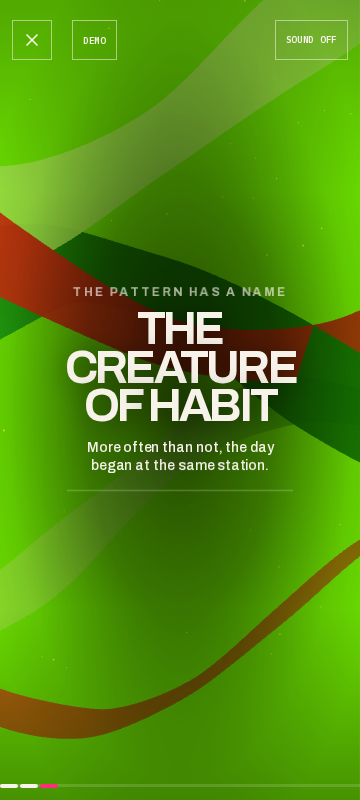 DEMO
SOUND OFF
THE PATTERN HAS A NAME
THE
CREATURE
OF HABIT
More often than not, the day
began at the same station.